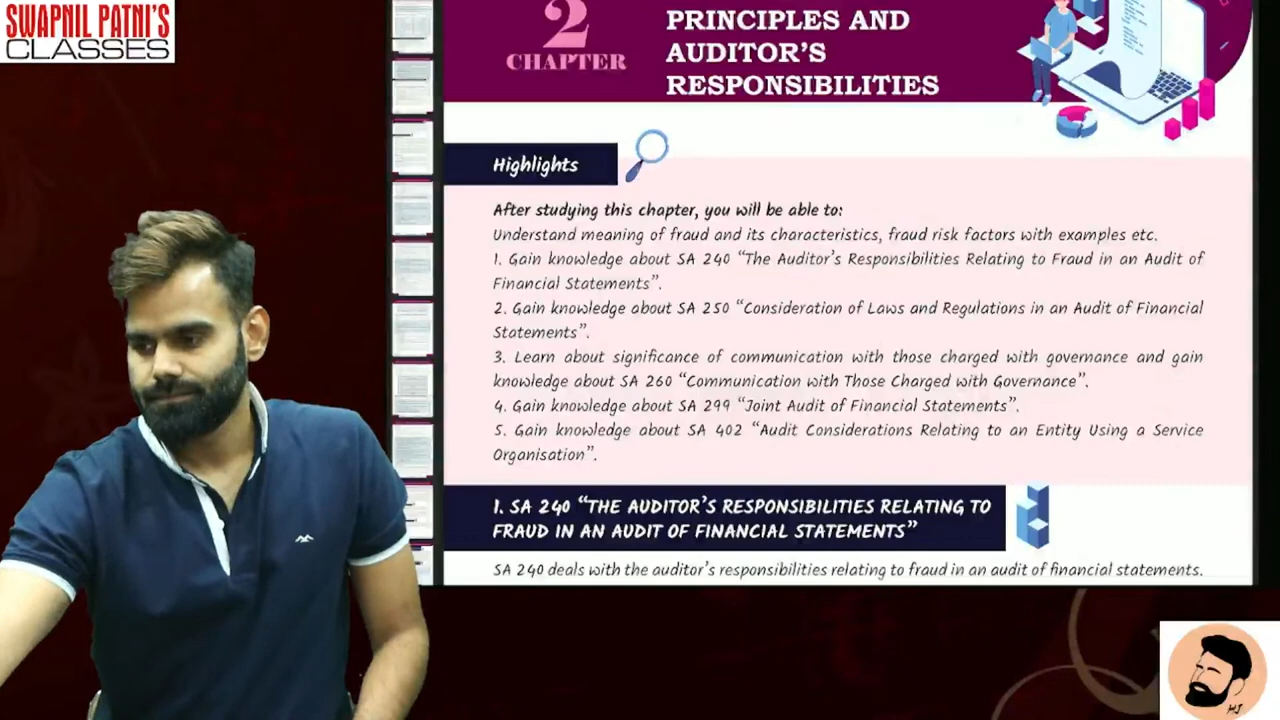 SWAPNIL PATNI'S
CLASSES
2
CHAPTER
PRINCIPLES AND
AUDITOR'S
RESPONSIBILITIES
Highlights
After studying this chapter, you will be able to:
Understand meaning of fraud and its characteristics, fraud risk factors with examples etc.
1. Gain knowledge about SA 240 “The Auditor's Responsibilities Relating to Fraud in an Audit of
Financial Statements”.
2. Gain knowledge about SA 250 “Consideration of Laws and Regulations in an Audit of Financial
Statements”.
3. Learn about significance of communication with those charged with governance and gain
knowledge about SA 260 “Communication with Those Charged with Governance”.
4. Gain knowledge about SA 299 “Joint Audit of Financial Statements”.
5. Gain knowledge about SA 402 “Audit Considerations Relating to an Entity Using a Service
Organisation”.
1. SA 240 “THE AUDITOR'S RESPONSIBILITIES RELATING TO
FRAUD IN AN AUDIT OF FINANCIAL STATEMENTS”
SA 240 deals with the auditor's responsibilities relating to fraud in an audit of financial statements.
HJ